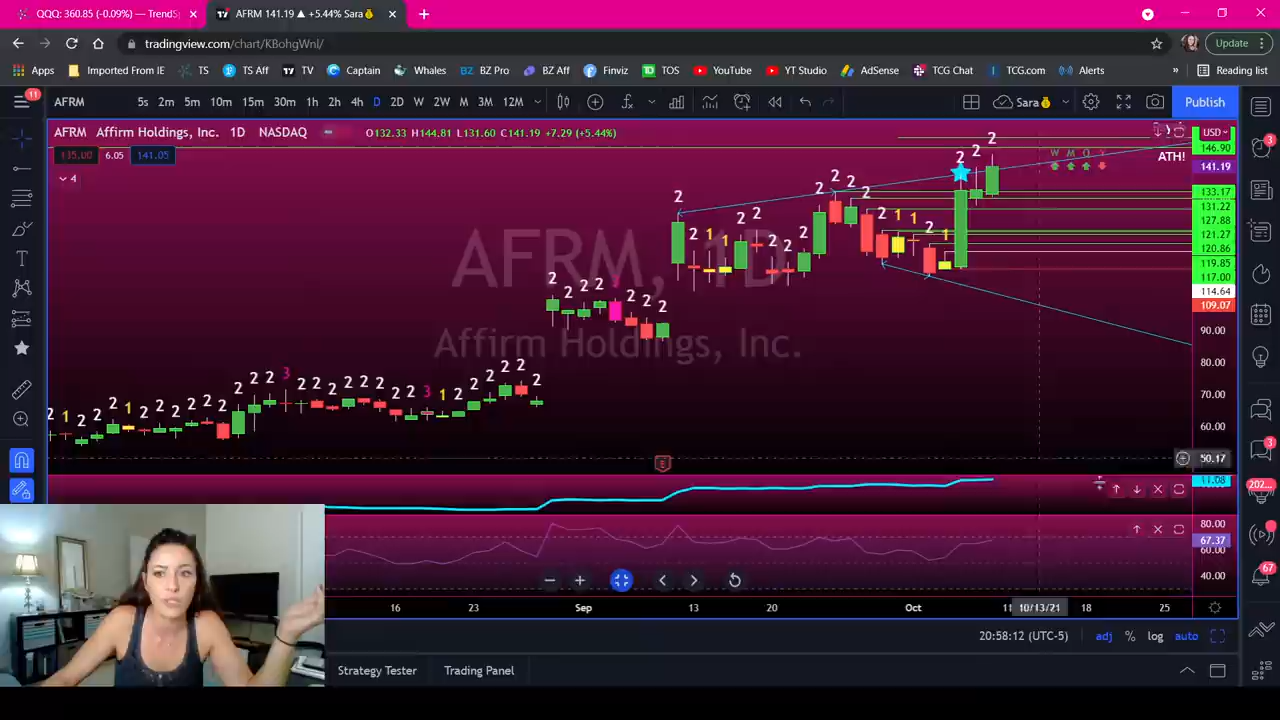 QQQ: 360.85 (-0.09%) — TrendS
AFRM 141.19 ▲ +5.44% Sara💰
tradingview.com/chart/KBohgWnl/
Update
Apps
Imported From IE
TS
TS Aff
TV
Captain
Whales
BZ Pro
BZ Aff
Finviz
TOS
YouTube
YT Studio
AdSense
TCG Chat
TCG.com
Alerts
»
Reading list
11
AFRM
5s 2m 5m 10m 15m 30m 1h 2h 4h D 2D W 2W M 3M 12M
Sara💰
Publish
AFRM Affirm Holdings, Inc. 1D NASDAQ
O132.33 H144.81 L131.60 C141.19 +7.29 (+5.44%)
135.00 6.05 141.05
4
USD
W M Q Y
ATH!
146.90
141.19
133.17
131.22
127.88
121.27
120.86
119.85
117.00
114.64
109.07
90.00
80.00
70.00
60.00
50.17
AFRM, 1D
Affirm Holdings, Inc.
11.08
80.00
67.37
60.00
40.00
16 23 Sep 13 20 Oct 11 10/13/21 18 25
20:58:12 (UTC-5)
adj % log auto
Strategy Tester
Trading Panel
3
3
202...
67